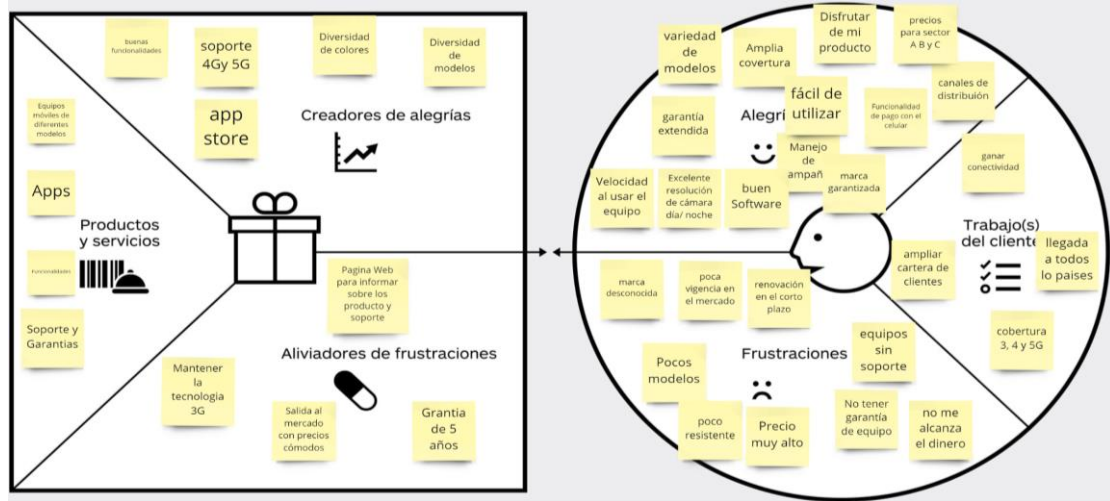 buenas
funcionalidades
soporte
4Gy 5G
Diversidad
de colores
Diversidad
de
modelos
app
store
Creadores de alegrías
Equipos
móviles de
diferentes
modelos
Apps
Productos
y servicios
Funcionalidades
Soporte y
Garantias
Pagina Web
para informar
sobre los
producto y
soporte
Aliviadores de frustraciones
Mantener
la
tecnologia
3G
Salida al
mercado
con precios
cómodos
Grantia
de 5
años
variedad
de
modelos
Amplia
covertura
Disfrutar
de mi
producto
precios
para sector
A B y C
canales de
distribuión
garantía
extendida
Alegrí
fácil de
utilizar
Funcionalidad
de pago con el
celular
Manejo
de
ampañ
marca
garantizada
Velocidad
al usar el
equipo
Excelente
resolución
de cámara
día/ noche
buen
Software
ganar
conectividad
Trabajo(s)
del cliente
llegada
a todos
lo paises
ampliar
cartera de
clientes
cobertura
3, 4 y 5G
marca
desconocida
poca
vigencia en
el mercado
renovación
en el corto
plazo
Frustraciones
equipos
sin
soporte
Pocos
modelos
poco
resistente
Precio
muy alto
No tener
garantía
de equipo
no me
alcanza
el dinero